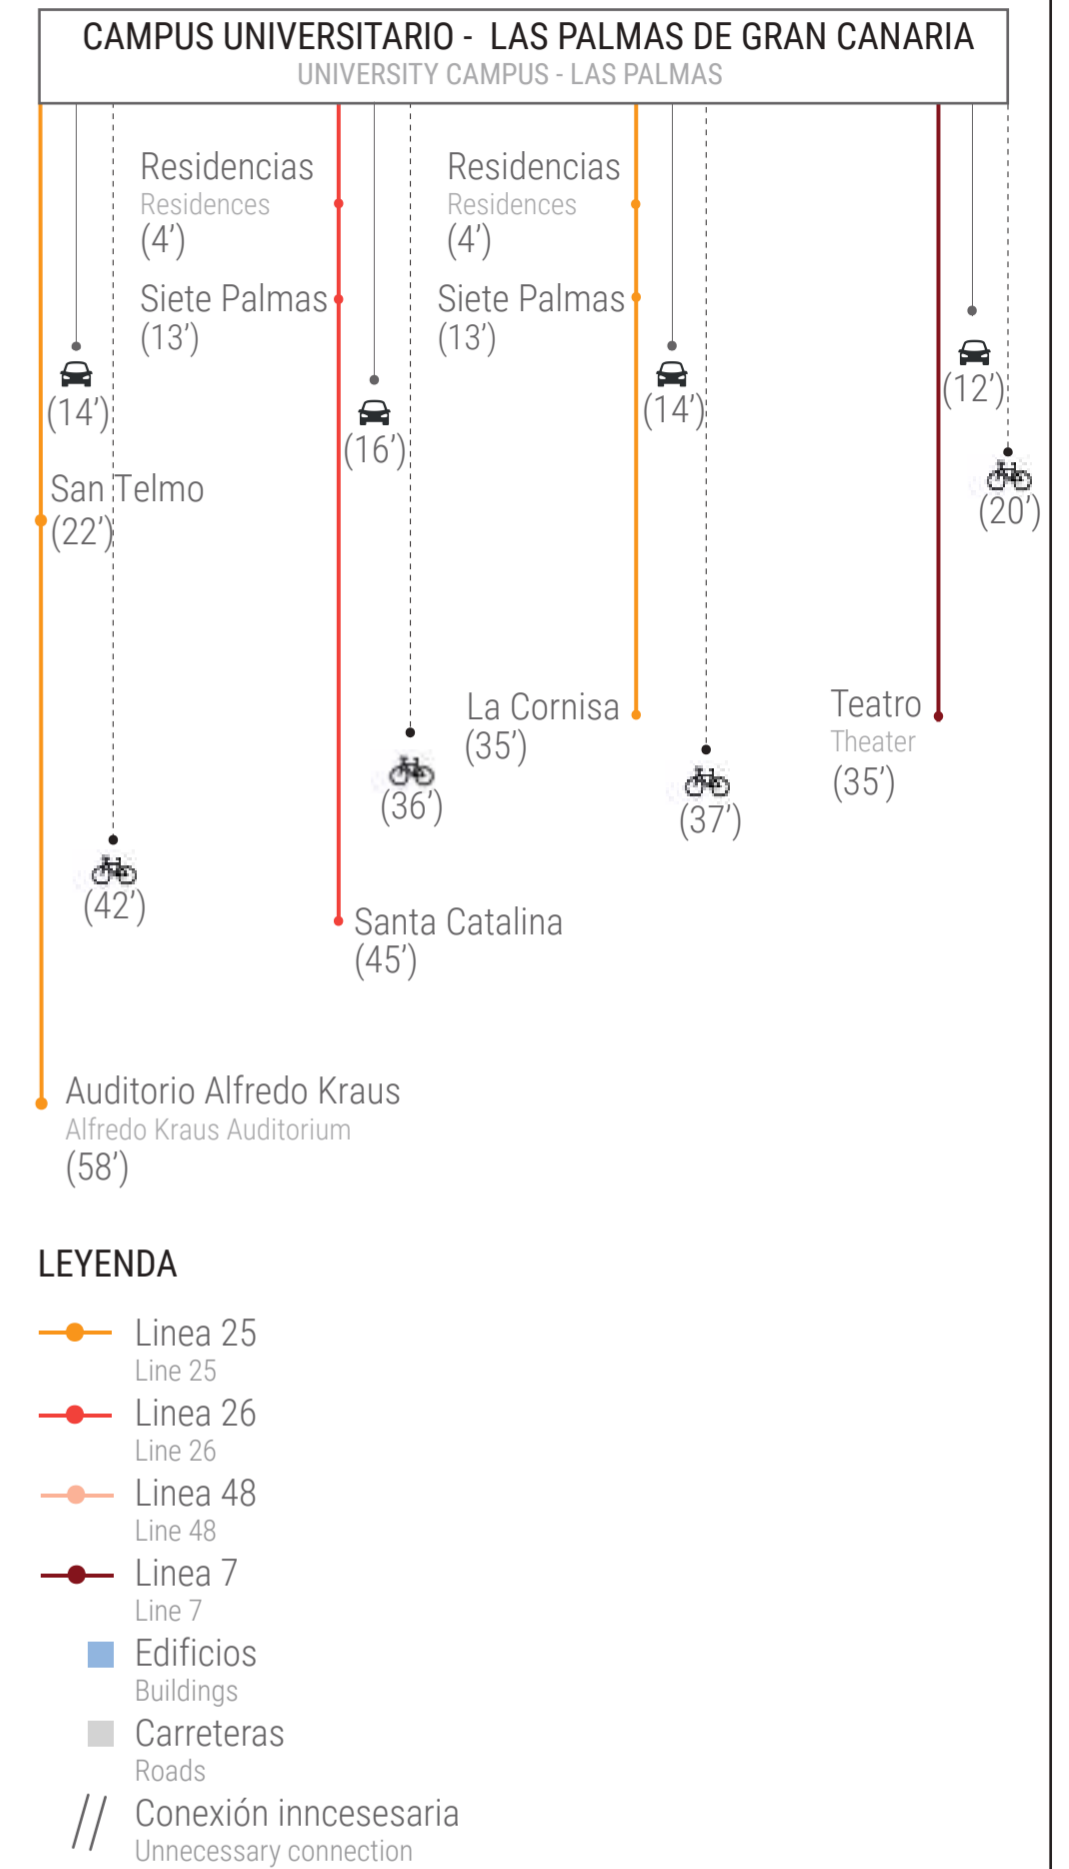 CAMPUS UNIVERSITARIO - LAS PALMAS DE GRAN CANARIA
UNIVERSITY CAMPUS - LAS PALMAS
Residencias
Residences
(4’)
Siete Palmas
(13’)
Residencias
Residences
(4’)
Siete Palmas
(13’)
(14’)
(16’)
(14’)
(12’)
(20’)
San Telmo
(22’)
La Cornisa
(35’)
Teatro
Theater
(35’)
(36’)
(37’)
(42’)
Santa Catalina
(45’)
Auditorio Alfredo Kraus
Alfredo Kraus Auditorium
(58’)
LEYENDA
Linea 25
Line 25
Linea 26
Line 26
Linea 48
Line 48
Linea 7
Line 7
Edificios
Buildings
Carreteras
Roads
Conexión inncesesaria
Unnecessary connection